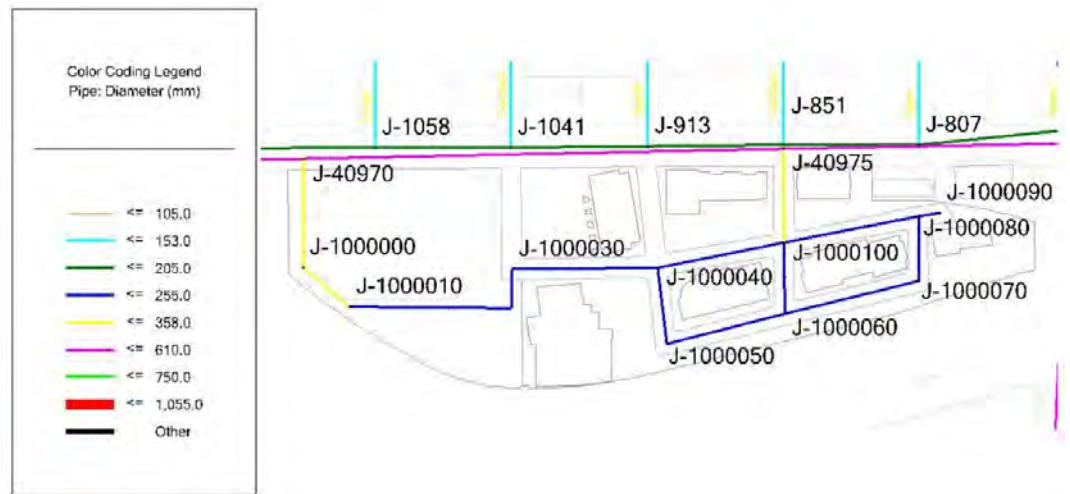 Color Coding Legend
Pipe: Diameter (mm)
<= 105.0
<= 153.0
<= 205.0
<= 255.0
<= 358.0
<= 610.0
<= 750.0
<= 1,055.0
Other
J-851
J-1058
J-1041
J-913
J-807
J-40970
J-40975
J-1000090
J-1000000
J-1000030
J-1000040
J-1000100
J-1000080
J-1000010
J-1000070
J-1000060
J-1000050